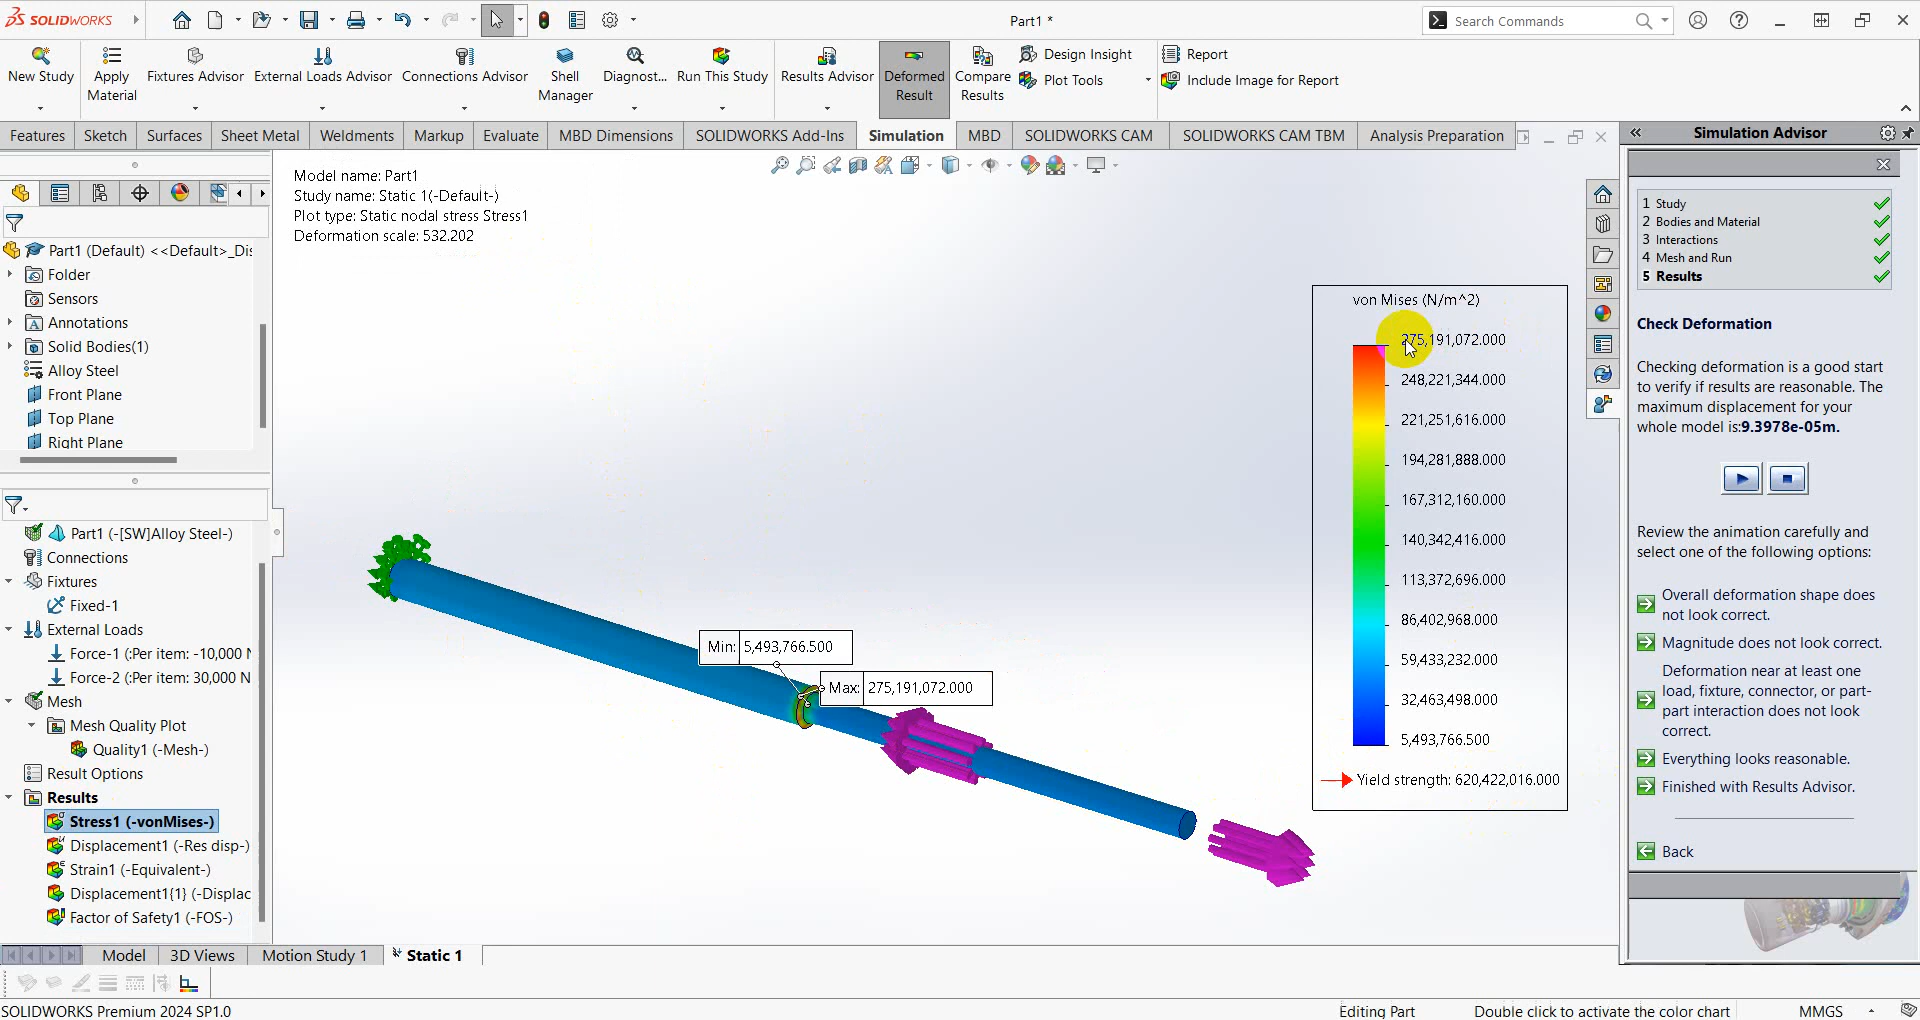 SOLIDWORKS
Part1 *
Search Commands
New Study
Apply Material
Fixtures Advisor
External Loads Advisor
Connections Advisor
Shell Manager
Diagnost...
Run This Study
Results Advisor
Deformed Result
Compare Results
Design Insight
Plot Tools
Report
Include Image for Report
Features
Sketch
Surfaces
Sheet Metal
Weldments
Markup
Evaluate
MBD Dimensions
SOLIDWORKS Add-Ins
Simulation
MBD
SOLIDWORKS CAM
SOLIDWORKS CAM TBM
Analysis Preparation
Part1 (Default) <<Default>_Dis
Folder
Sensors
Annotations
Solid Bodies(1)
Alloy Steel
Front Plane
Top Plane
Right Plane
Part1 (-[SW]Alloy Steel-)
Connections
Fixtures
Fixed-1
External Loads
Force-1 (:Per item: -10,000 N
Force-2 (:Per item: 30,000 N
Mesh
Mesh Quality Plot
Quality1 (-Mesh-)
Result Options
Results
Stress1 (-vonMises-)
Displacement1 (-Res disp-)
Strain1 (-Equivalent-)
Displacement1{1} (-Displac
Factor of Safety1 (-FOS-)
Model name: Part1
Study name: Static 1(-Default-)
Plot type: Static nodal stress Stress1
Deformation scale: 532.202
Min: 5,493,766.500
Max: 275,191,072.000
von Mises (N/m^2)
275,191,072.000
248,221,344.000
221,251,616.000
194,281,888.000
167,312,160.000
140,342,416.000
113,372,696.000
86,402,968.000
59,433,232.000
32,463,498.000
5,493,766.500
Yield strength: 620,422,016.000
Simulation Advisor
1 Study
2 Bodies and Material
3 Interactions
4 Mesh and Run
5 Results
Check Deformation
Checking deformation is a good start
to verify if results are reasonable. The
maximum displacement for your
whole model is:9.3978e-05m.
Review the animation carefully and
select one of the following options:
Overall deformation shape does
not look correct.
Magnitude does not look correct.
Deformation near at least one
load, fixture, connector, or part-
part interaction does not look
correct.
Everything looks reasonable.
Finished with Results Advisor.
Back
Model
3D Views
Motion Study 1
Static 1
SOLIDWORKS Premium 2024 SP1.0
Editing Part
Double click to activate the color chart
MMGS